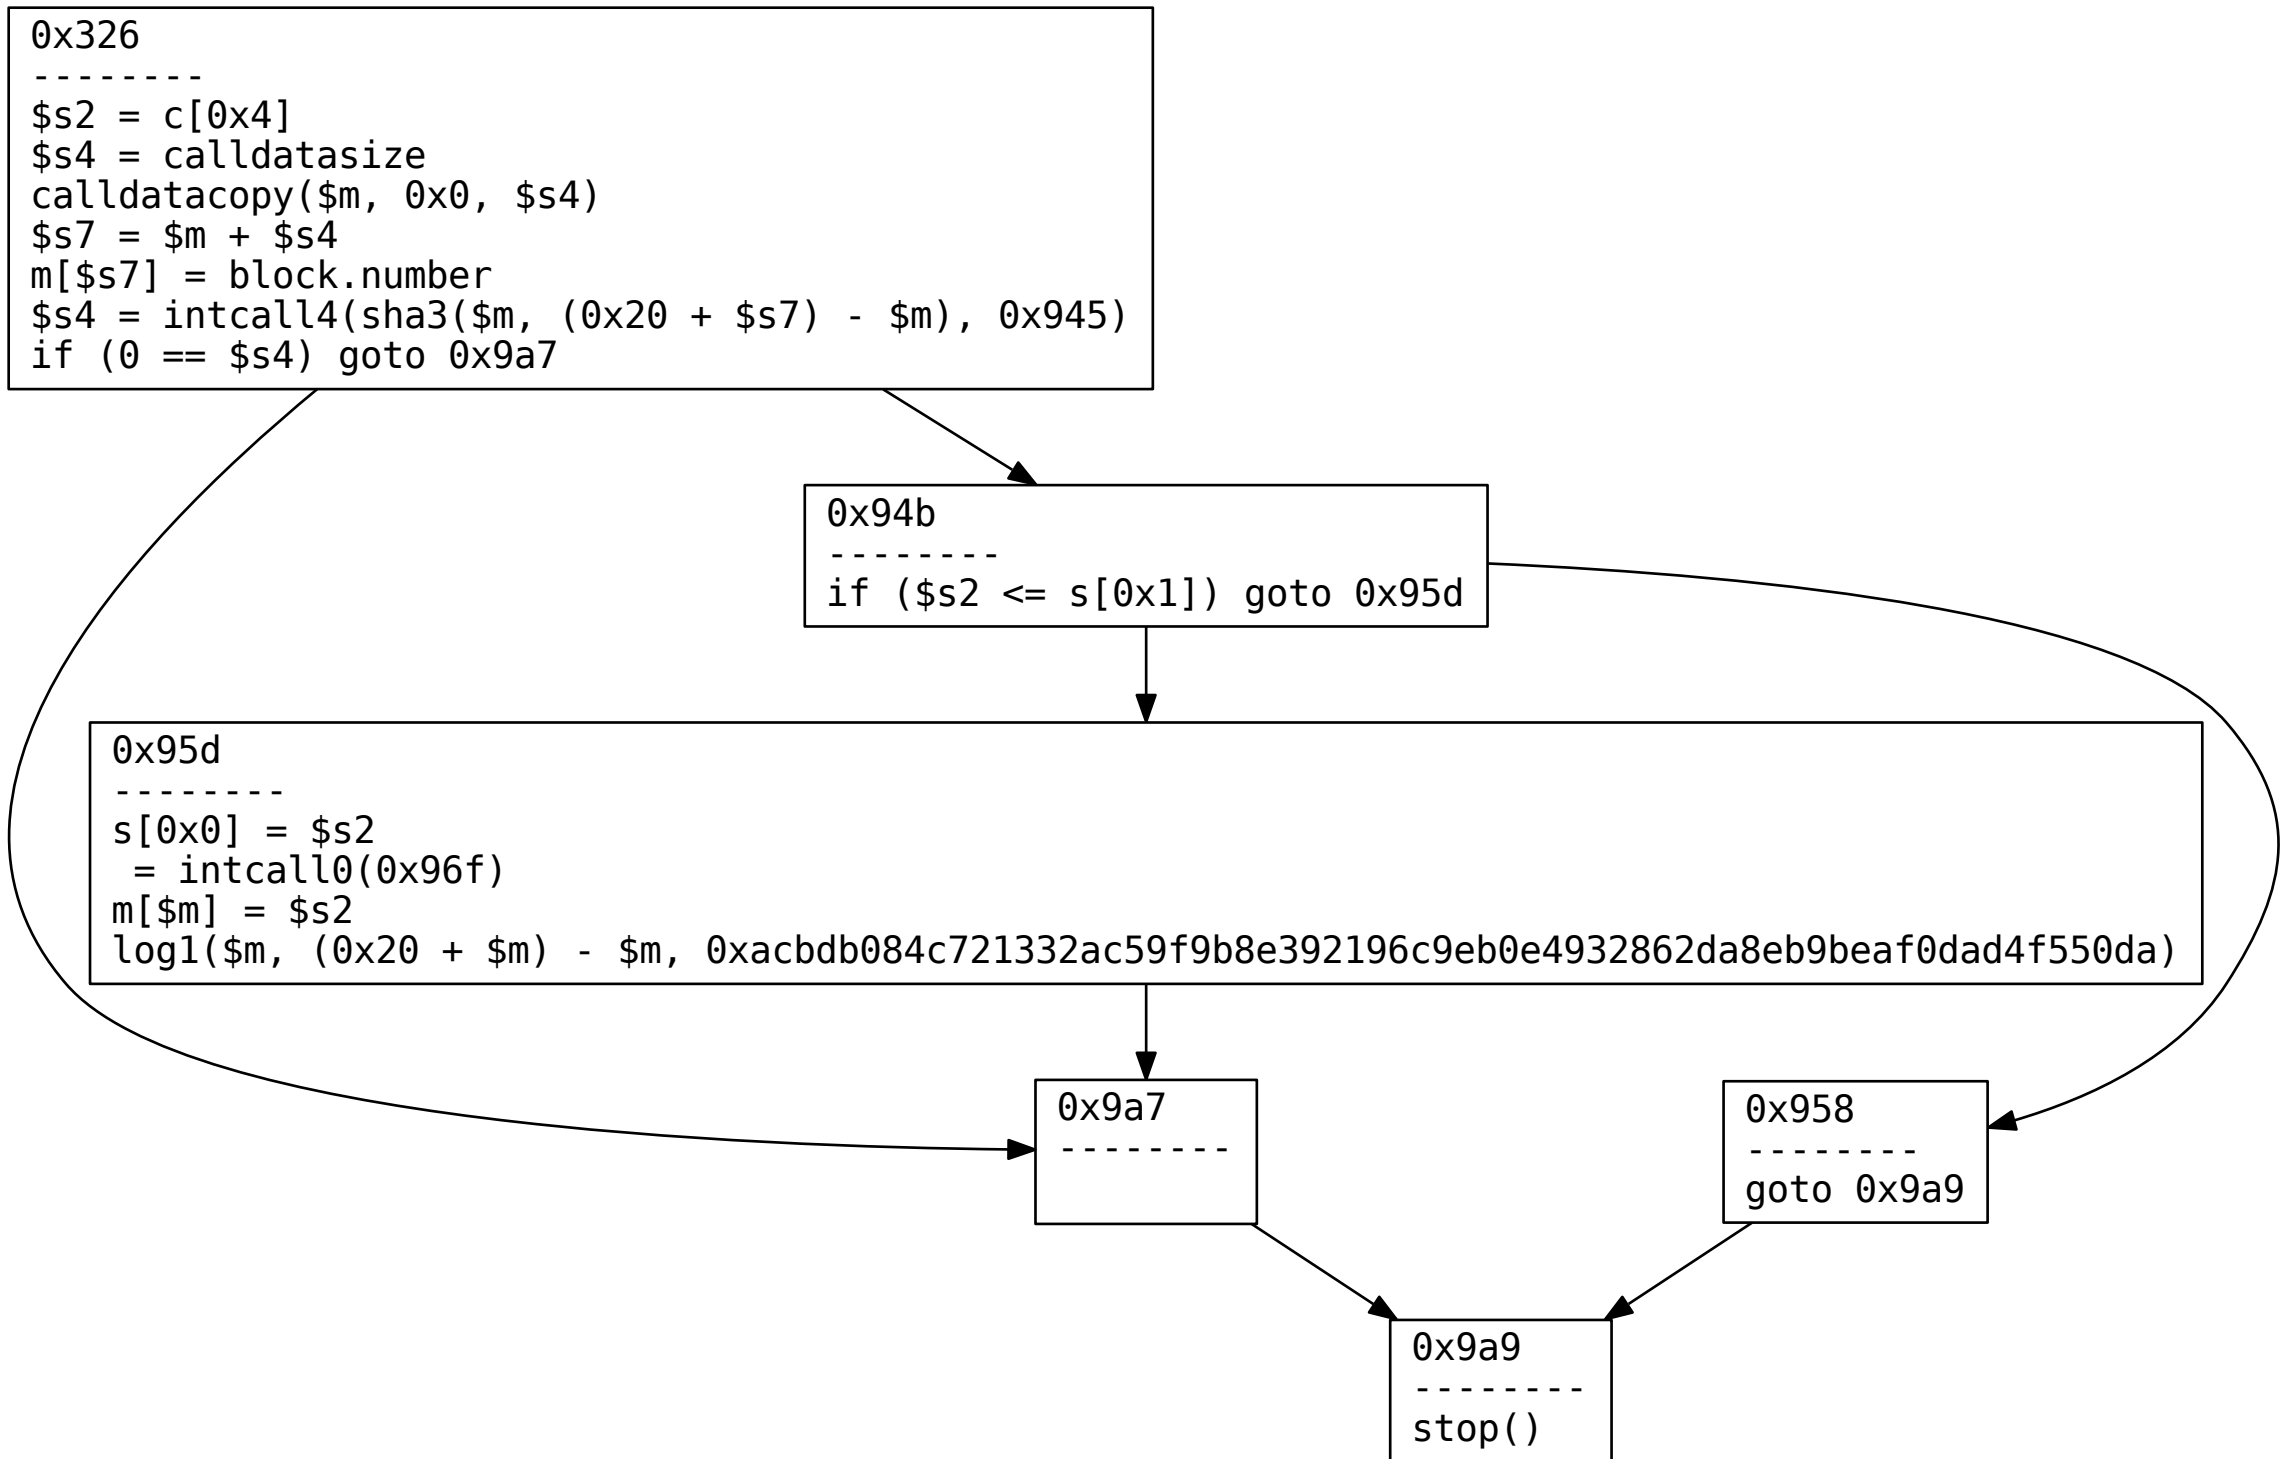 0x326
--------
$s2 = c[0x4]
$s4 = calldatasize
calldatacopy($m, 0x0, $s4)
$s7 = $m + $s4
m[$s7] = block.number
$s4 = intcall4(sha3($m, (0x20 + $s7) - $m), 0x945)
if (0 == $s4) goto 0x9a7
0x94b
--------
if ($s2 <= s[0x1]) goto 0x95d
0x95d
--------
s[0x0] = $s2
 = intcall0(0x96f)
m[$m] = $s2
log1($m, (0x20 + $m) - $m, 0xacbdb084c721332ac59f9b8e392196c9eb0e4932862da8eb9beaf0dad4f550da)
0x9a7
--------
0x958
--------
goto 0x9a9
0x9a9
--------
stop()